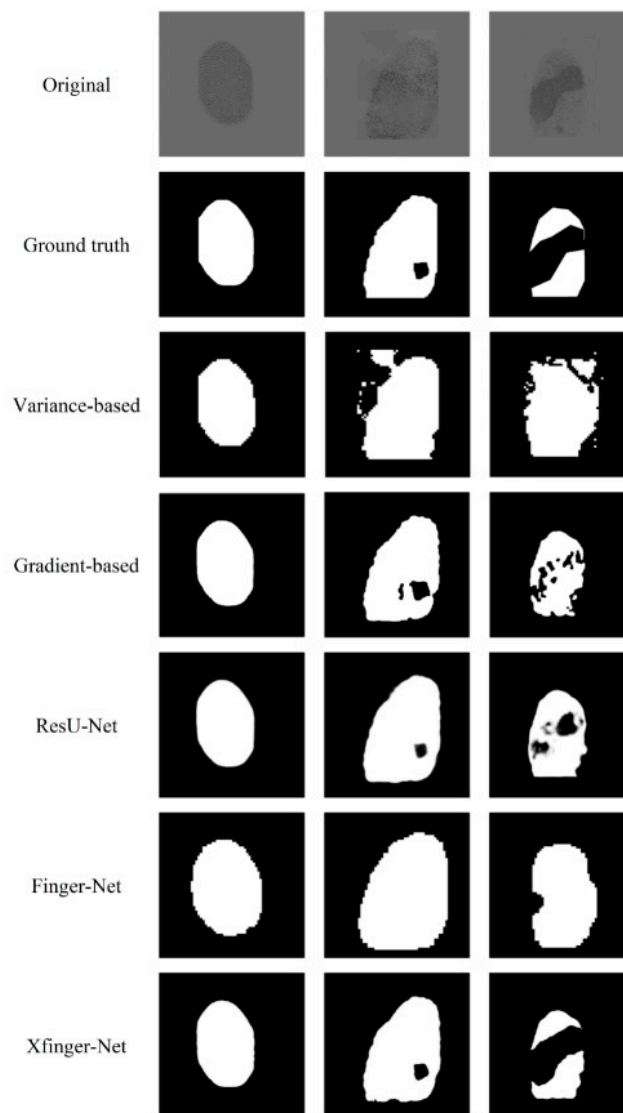 Original
Ground truth
Variance-based
Gradient-based
ResU-Net
Finger-Net
Xfinger-Net